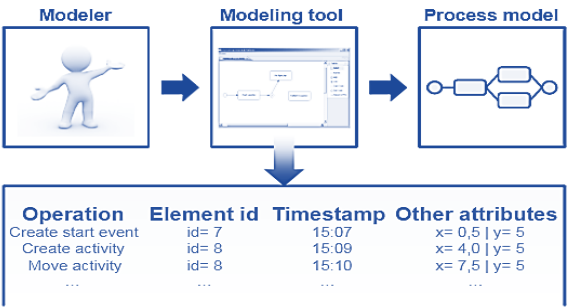 Modeler Modeling tool Process model
Operation Element id Timestamp Other attributes
Create start event id= 7 15:07 x= 0,5 | y= 5
Create activity id= 8 15:09 x= 4,0 | y= 5
Move activity id= 8 15:10 x= 7,5 | y= 5
... ... ... ...